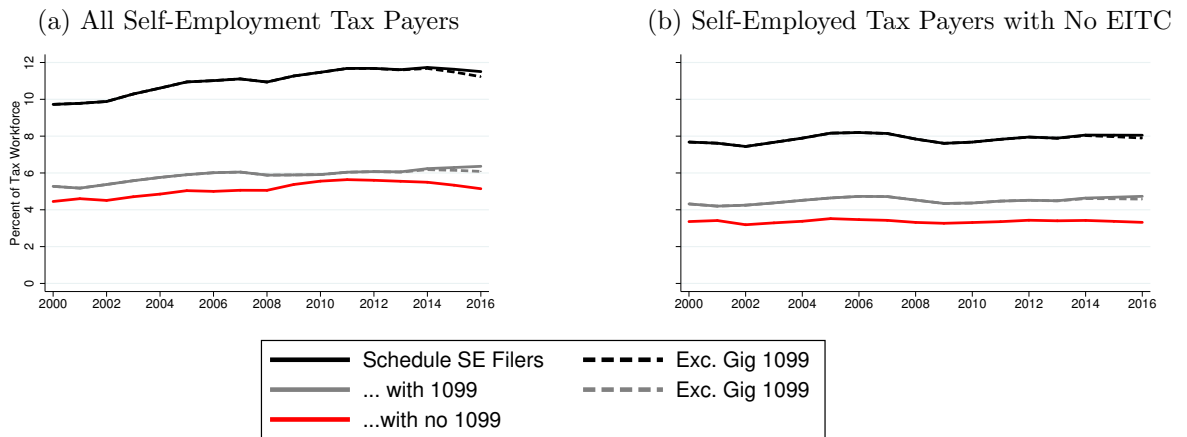 (a) All Self-Employment Tax Payers
(b) Self-Employed Tax Payers with No EITC
Percent of Tax Workforce
12
10
8
6
4
2
0
2000 2002 2004 2006 2008 2010 2012 2014 2016
2000 2002 2004 2006 2008 2010 2012 2014 2016
Schedule SE Filers
Exc. Gig 1099
... with 1099
Exc. Gig 1099
...with no 1099